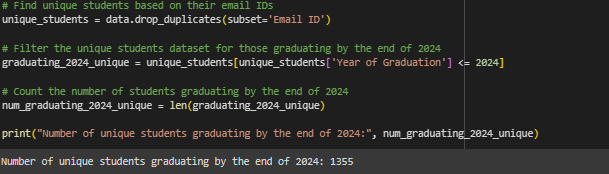 # Find unique students based on their email IDs
unique_students = data.drop_duplicates(subset='Email ID')
# Filter the unique students dataset for those graduating by the end of 2024
graduating_2024_unique = unique_students[unique_students['Year of Graduation'] <= 2024]
# Count the number of students graduating by the end of 2024
num_graduating_2024_unique = len(graduating_2024_unique)
print("Number of unique students graduating by the end of 2024:", num_graduating_2024_unique)
Number of unique students graduating by the end of 2024: 1355